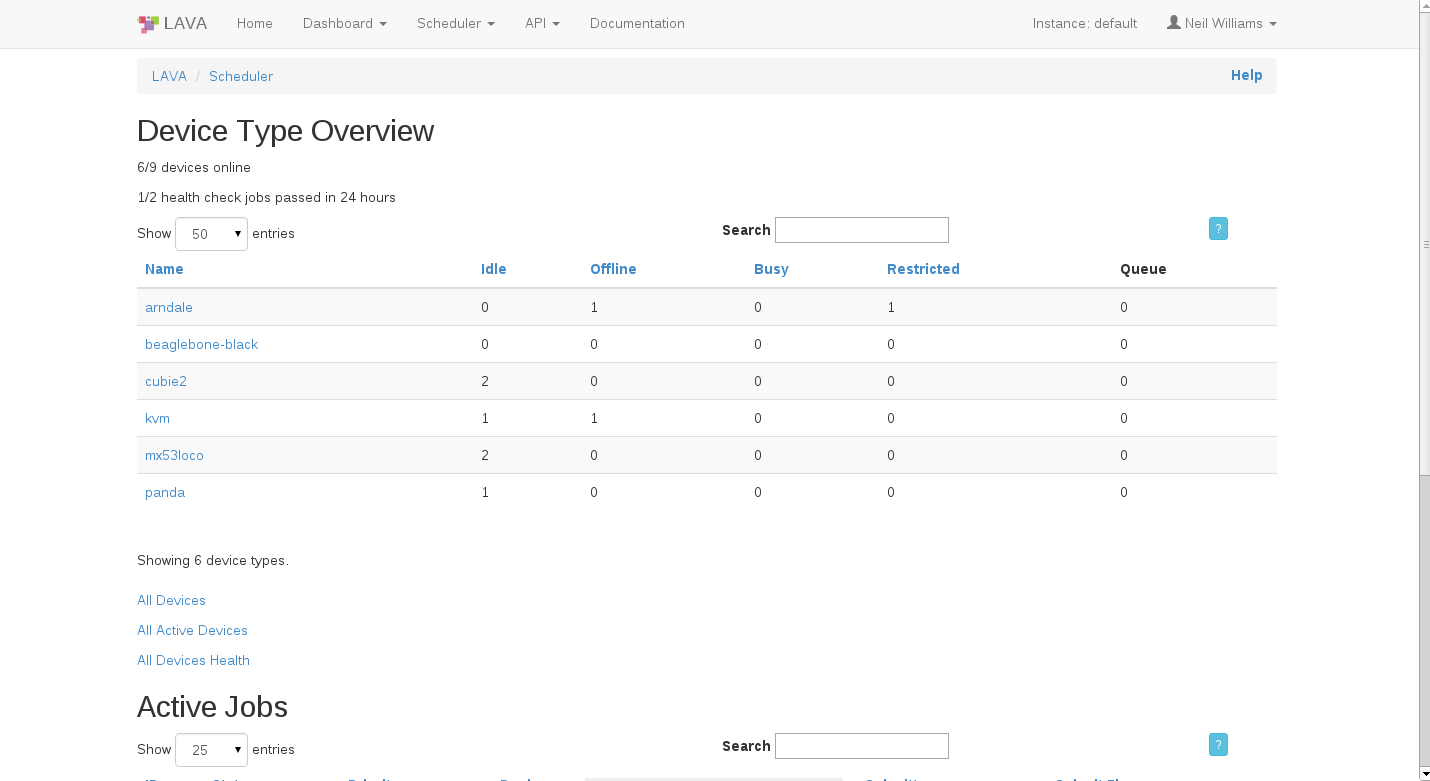 LAVA Home Dashboard Scheduler API Documentation Instance: default Neil Williams
LAVA / Scheduler Help
Device Type Overview
6/9 devices online
1/2 health check jobs passed in 24 hours
Show 50 entries Search ?
Name Idle Offline Busy Restricted Queue
arndale 0 1 0 1 0
beaglebone-black 0 0 0 0 0
cubie2 2 0 0 0 0
kvm 1 1 0 0 0
mx53loco 2 0 0 0 0
panda 1 0 0 0 0
Showing 6 device types.
All Devices
All Active Devices
All Devices Health
Active Jobs
Show 25 entries Search ?